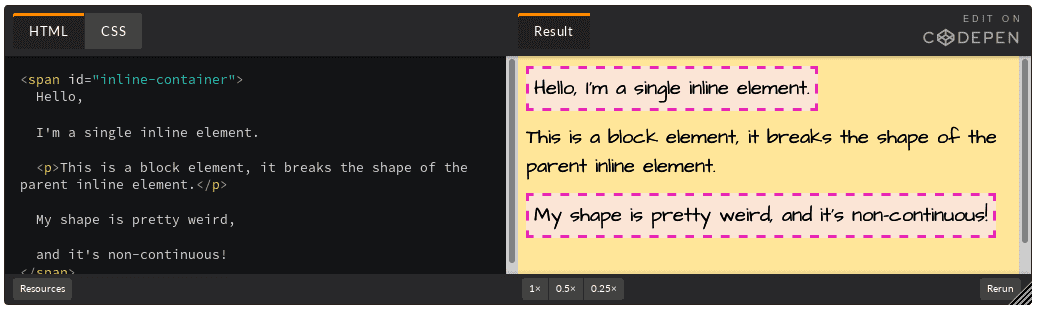 HTML CSS Result EDIT ON
CODEPEN
<span id="inline-container">
Hello,
I'm a single inline element.
<p>This is a block element, it breaks the shape of the
parent inline element.</p>
My shape is pretty weird,
and it's non-continuous!
</span>
Hello, I'm a single inline element.
This is a block element, it breaks the shape of the
parent inline element.
My shape is pretty weird, and it's non-continuous!
Resources 1× 0.5× 0.25× Rerun